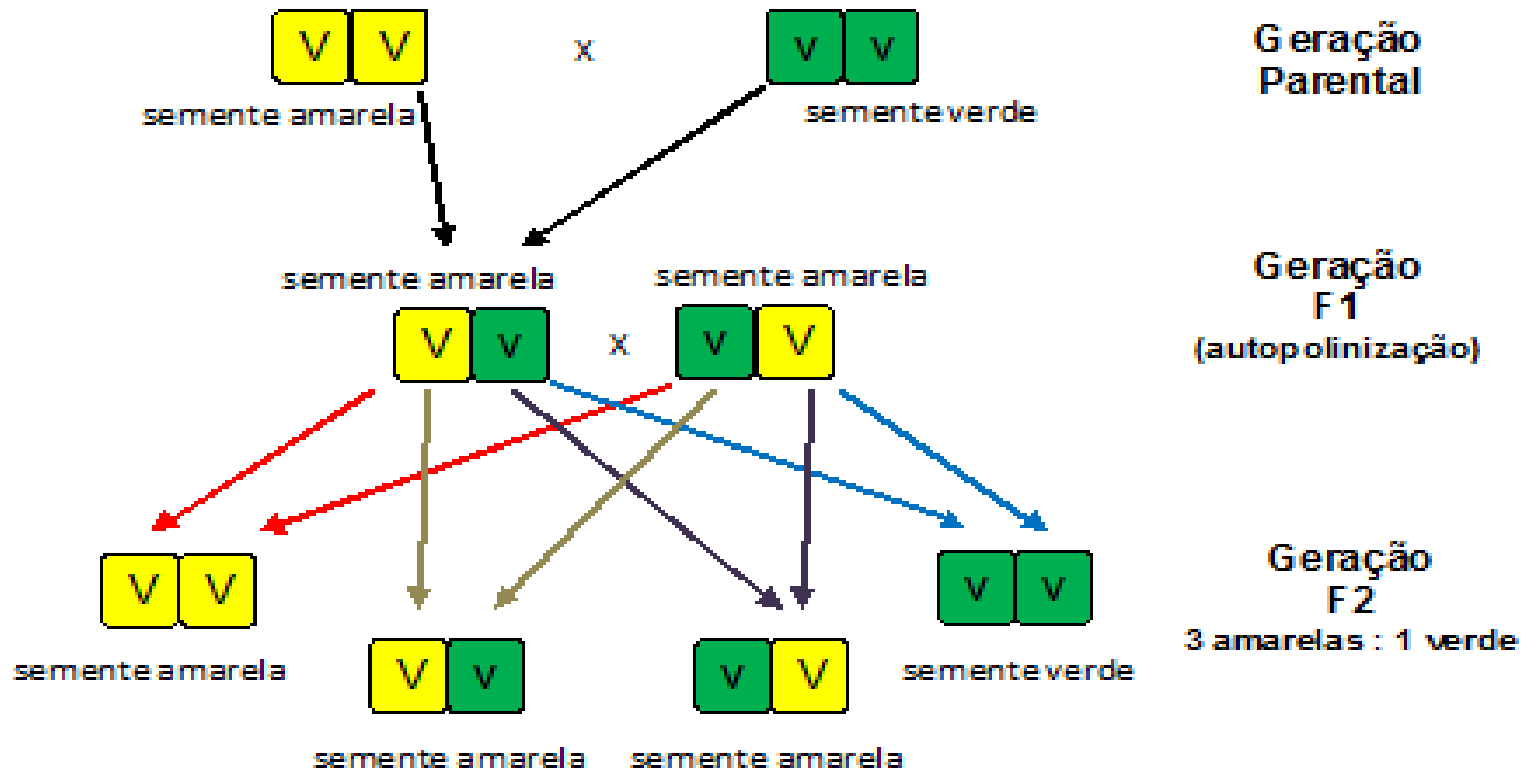 V V x v v
Geração
Parental
semente amarela semente verde
semente amarela semente amarela
V v x v V
Geração
F1
(autopolinização)
V V v v
Geração
F2
3 amarelas : 1 verde
semente amarela V v v V semente verde
semente amarela semente amarela